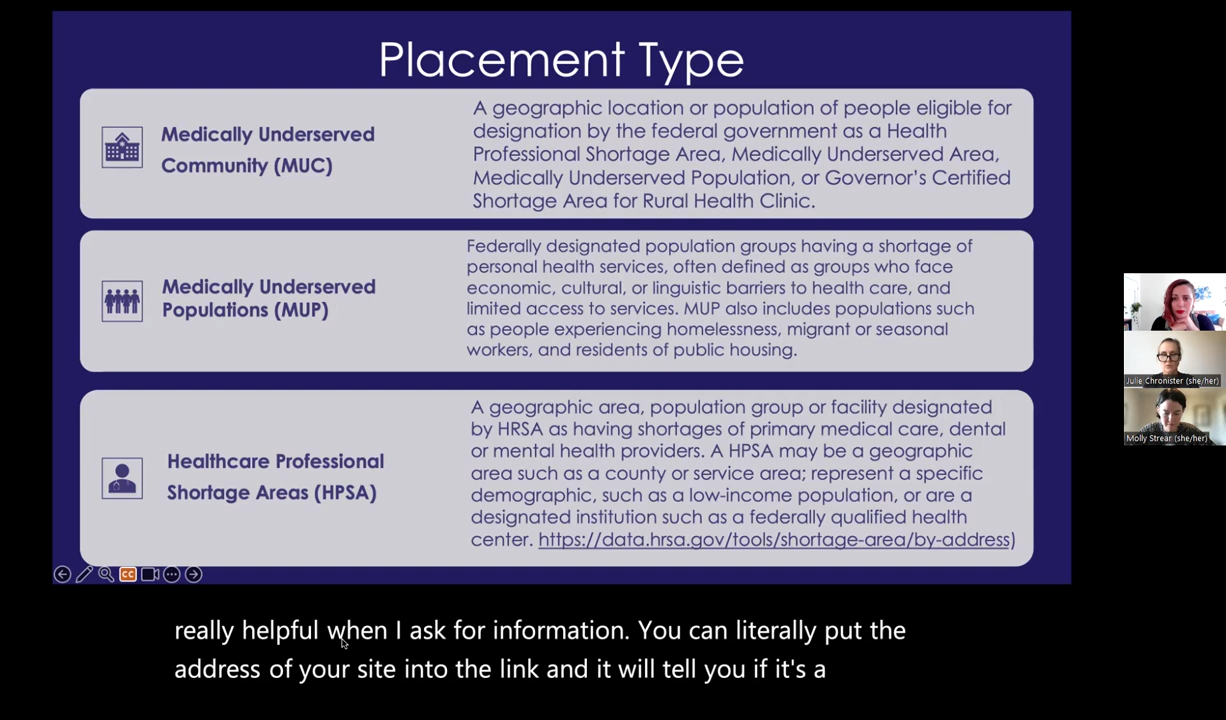 Placement Type
Medically Underserved
Community (MUC)
A geographic location or population of people eligible for
designation by the federal government as a Health
Professional Shortage Area, Medically Underserved Area,
Medically Underserved Population, or Governor's Certified
Shortage Area for Rural Health Clinic.
Medically Underserved
Populations (MUP)
Federally designated population groups having a shortage of
personal health services, often defined as groups who face
economic, cultural, or linguistic barriers to health care, and
limited access to services. MUP also includes populations such
as people experiencing homelessness, migrant or seasonal
workers, and residents of public housing.
Healthcare Professional
Shortage Areas (HPSA)
A geographic area, population group or facility designated
by HRSA as having shortages of primary medical care, dental
or mental health providers. A HPSA may be a geographic
area such as a county or service area; represent a specific
demographic, such as a low-income population, or are a
designated institution such as a federally qualified health
center. https://data.hrsa.gov/tools/shortage-area/by-address)
CC
Julie Chronister (she/her)
Molly Strear (she/her)
really helpful when I ask for information. You can literally put the
address of your site into the link and it will tell you if it's a